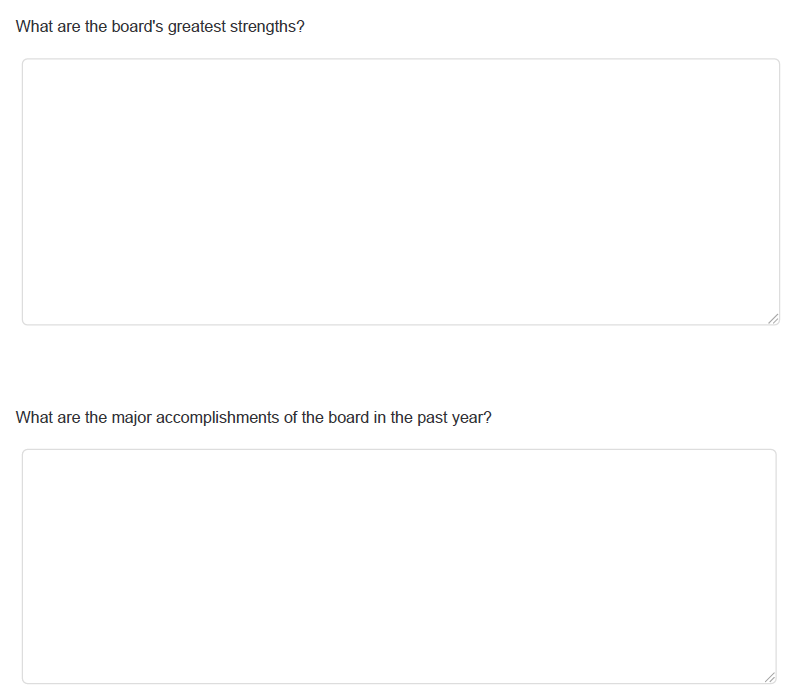 What are the board's greatest strengths?
What are the major accomplishments of the board in the past year?